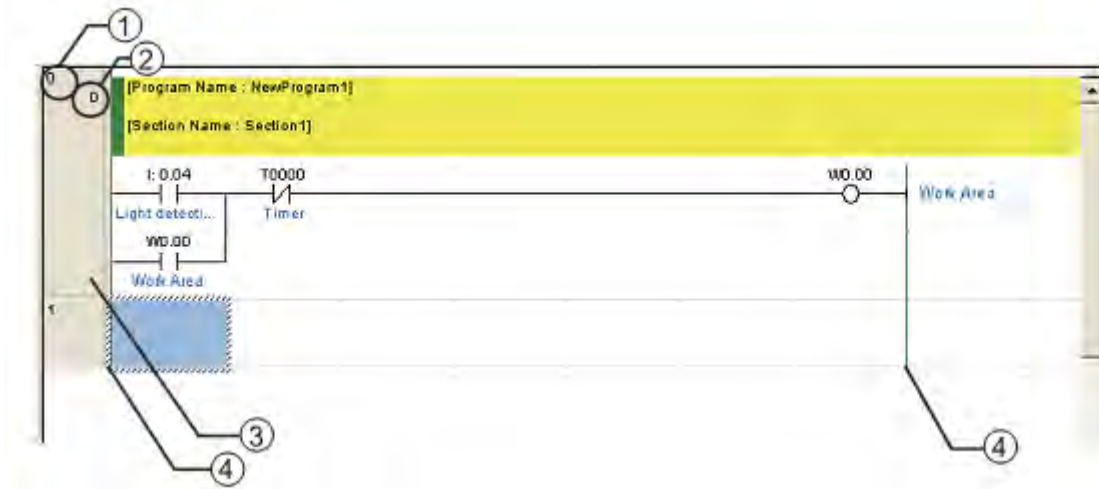 1
2
0
0
[Program Name : NewProgram1]
[Section Name : Section1]
I: 0.04
T0000
W0.00
Light detecti...
Timer
Work Area
W0.00
Work Area
1
3
4
4